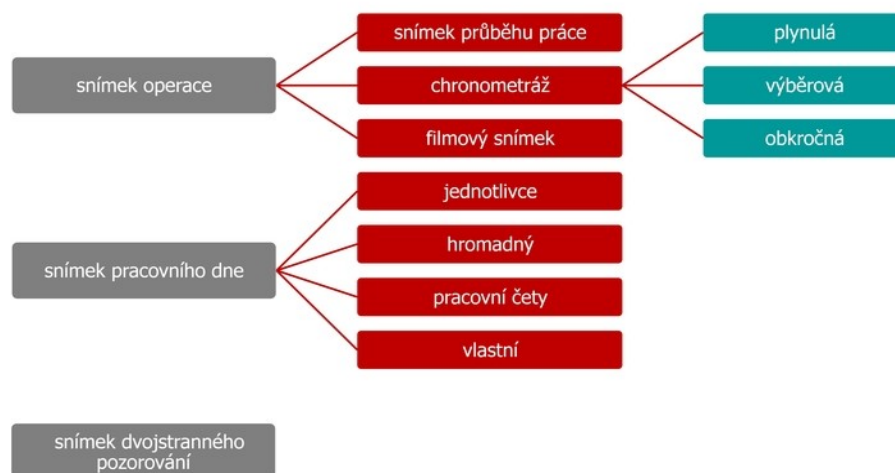 snímek operace
snímek průběhu práce
chronometráž
filmový snímek
plynulá
výběrová
obkročná
snímek pracovního dne
jednotlivce
hromadný
pracovní čety
vlastní
snímek dvojstranného
pozorování